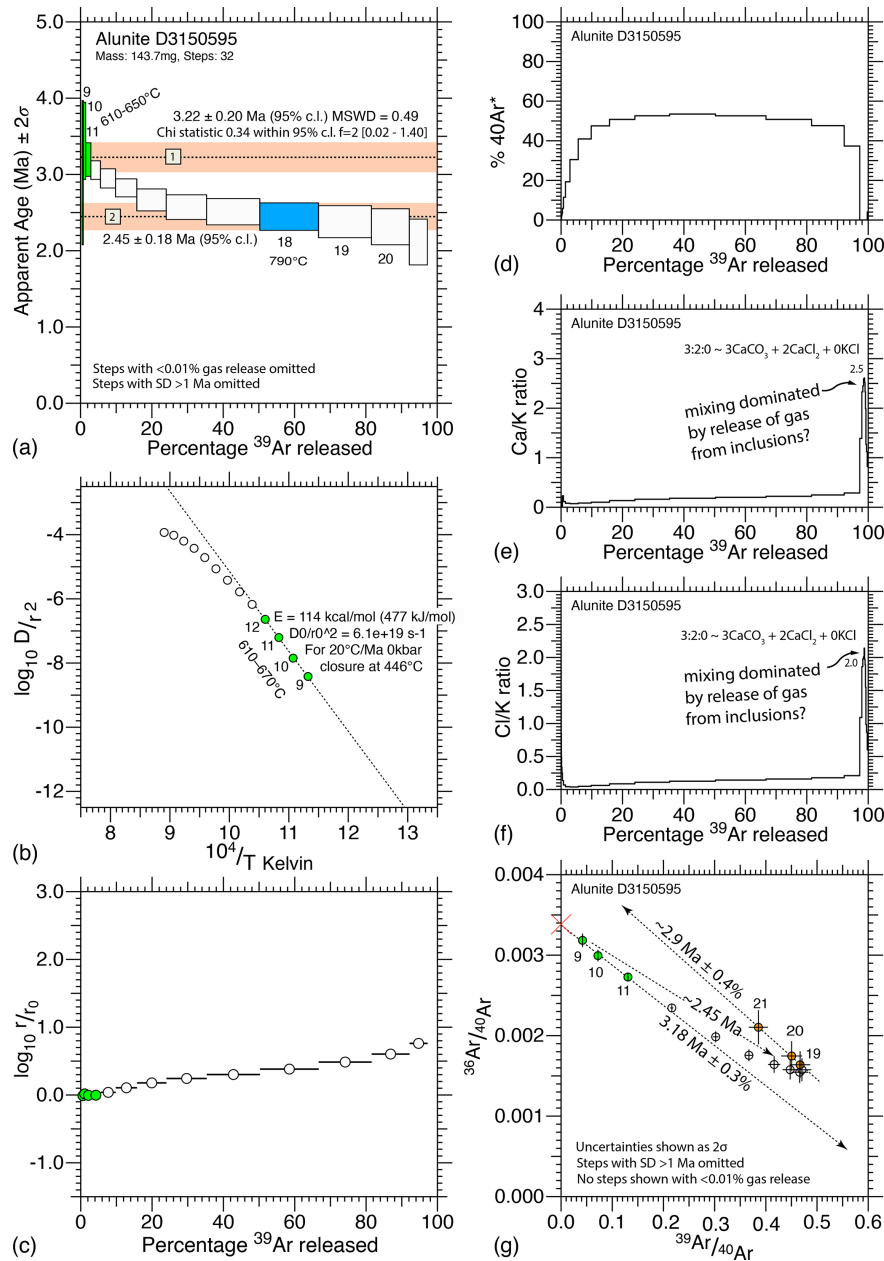 5.0
4.0
3.0
2.0
1.0
0.0
Apparent Age (Ma) ± 2σ
Alunite D3150595
Mass: 143.7mg, Steps: 32
9
10
11
610-650°C
3.22 ± 0.20 Ma (95% c.l.) MSWD = 0.49
Chi statistic 0.34 within 95% c.l. f=2 [0.02 - 1.40]
1
2
2.45 ± 0.18 Ma (95% c.l.)
18
790°C
19
20
Steps with <0.01% gas release omitted
Steps with SD >1 Ma omitted
0 20 40 60 80 100
(a) Percentage ³⁹Ar released
-4
-6
-8
-10
-12
log₁₀ D/r²
12
11
10
9
610-670°C
E = 114 kcal/mol (477 kJ/mol)
D0/r0^2 = 6.1e+19 s-1
For 20°C/Ma 0kbar
closure at 446°C
8 9 10 11 12 13
(b) 10⁴/T Kelvin
3.0
2.0
1.0
0.0
-1.0
log₁₀ r/r₀
0 20 40 60 80 100
(c) Percentage ³⁹Ar released
100
80
60
40
20
0
% 40Ar*
Alunite D3150595
0 20 40 60 80 100
(d) Percentage ³⁹Ar released
4
3
2
1
0
Ca/K ratio
Alunite D3150595
3:2:0 ~ 3CaCO₃ + 2CaCl₂ + 0KCl
2.5
mixing dominated
by release of gas
from inclusions?
0 20 40 60 80 100
(e) Percentage ³⁹Ar released
3.0
2.5
2.0
1.5
1.0
0.5
0.0
Cl/K ratio
Alunite D3150595
3:2:0 ~ 3CaCO₃ + 2CaCl₂ + 0KCl
2.0
mixing dominated
by release of gas
from inclusions?
0 20 40 60 80 100
(f) Percentage ³⁹Ar released
0.004
0.003
0.002
0.001
0.000
³⁶Ar/⁴⁰Ar
Alunite D3150595
~2.9 Ma ± 0.4%
~2.45 Ma
3.18 Ma ± 0.3%
9
10
11
21
20
19
Uncertainties shown as 2σ
Steps with SD >1 Ma omitted
No steps shown with <0.01% gas release
0.0 0.1 0.2 0.3 0.4 0.5 0.6
(g) ³⁹Ar/⁴⁰Ar